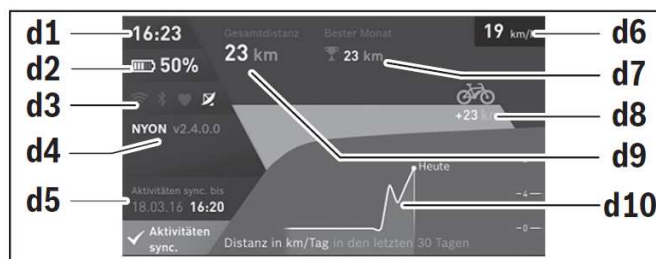 d1
d2
d3
d4
d5
16:23
50%
NYON v2.4.0.0
Aktivitäten sync. bis
18.03.16 16:20
Aktivitäten
sync.
Gesamtdistanz
23 km
Bester Monat
23 km
19 km/h
+23 km
Heute
-4-
-0-
Distanz in km/Tag in den letzten 30 Tagen
d6
d7
d8
d9
d10